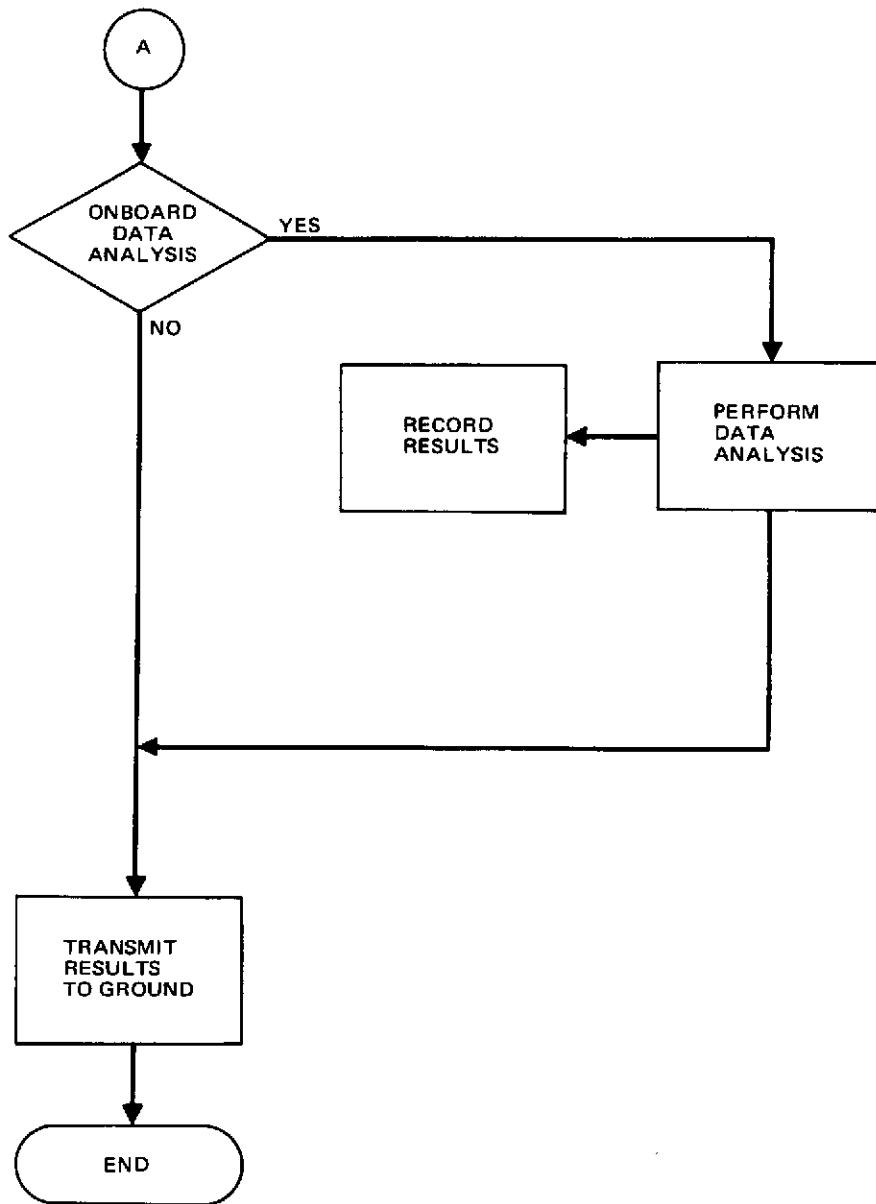 A
ONBOARD
DATA
ANALYSIS
YES
NO
RECORD
RESULTS
PERFORM
DATA
ANALYSIS
TRANSMIT
RESULTS
TO GROUND
END